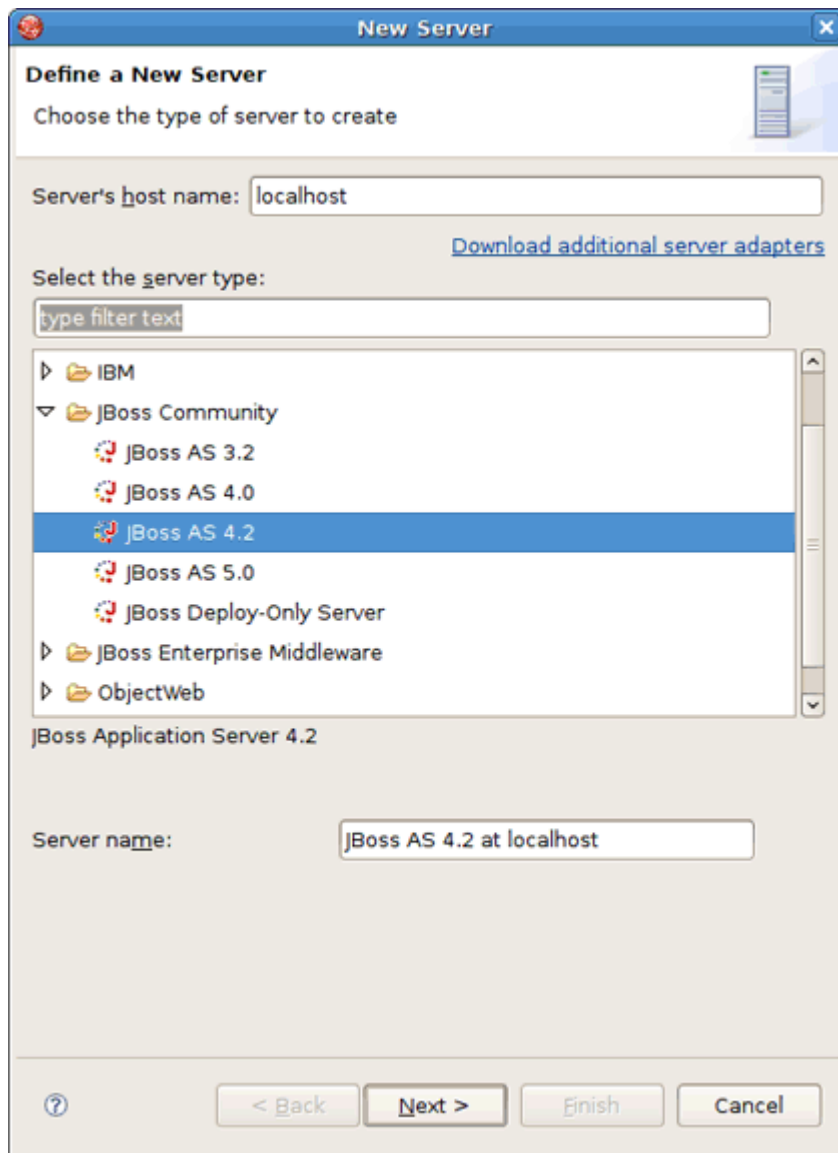 New Server
Define a New Server
Choose the type of server to create
Server's host name: localhost
Download additional server adapters
Select the server type:
type filter text
IBM
JBoss Community
JBoss AS 3.2
JBoss AS 4.0
JBoss AS 4.2
JBoss AS 5.0
JBoss Deploy-Only Server
JBoss Enterprise Middleware
ObjectWeb
JBoss Application Server 4.2
Server name: JBoss AS 4.2 at localhost
? < Back Next > Finish Cancel